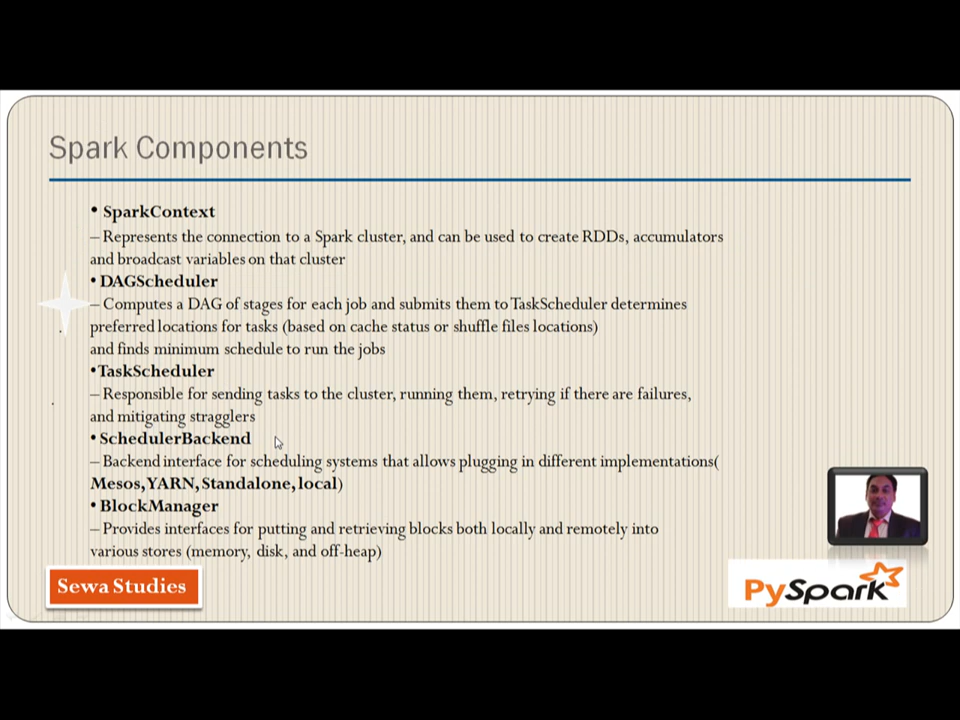 Spark Components
• SparkContext
– Represents the connection to a Spark cluster, and can be used to create RDDs, accumulators
and broadcast variables on that cluster
• DAGScheduler
– Computes a DAG of stages for each job and submits them to TaskScheduler determines
preferred locations for tasks (based on cache status or shuffle files locations)
and finds minimum schedule to run the jobs
• TaskScheduler
– Responsible for sending tasks to the cluster, running them, retrying if there are failures,
and mitigating stragglers
• SchedulerBackend
– Backend interface for scheduling systems that allows plugging in different implementations(
Mesos, YARN, Standalone, local)
• BlockManager
– Provides interfaces for putting and retrieving blocks both locally and remotely into
various stores (memory, disk, and off-heap)
Sewa Studies
PySpark